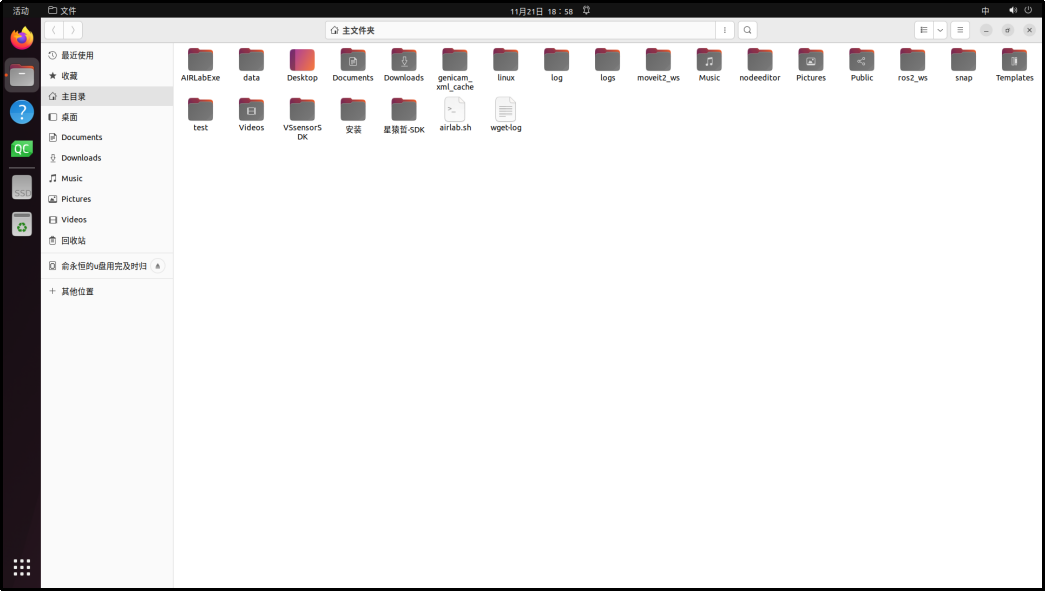 活动 文件 11月21日 18：58 中
主文件夹
最近使用
收藏
主目录
桌面
Documents
Downloads
Music
Pictures
Videos
回收站
俞永恒的u盘用完及时归
其他位置
AIRLabExe data Desktop Documents Downloads genicam_xml_cache linux log logs moveit2_ws Music nodeeditor Pictures Public ros2_ws snap Templates
test Videos VSsensorSDK 安装 星猿哲-SDK airlab.sh wget-log
QC
SSD